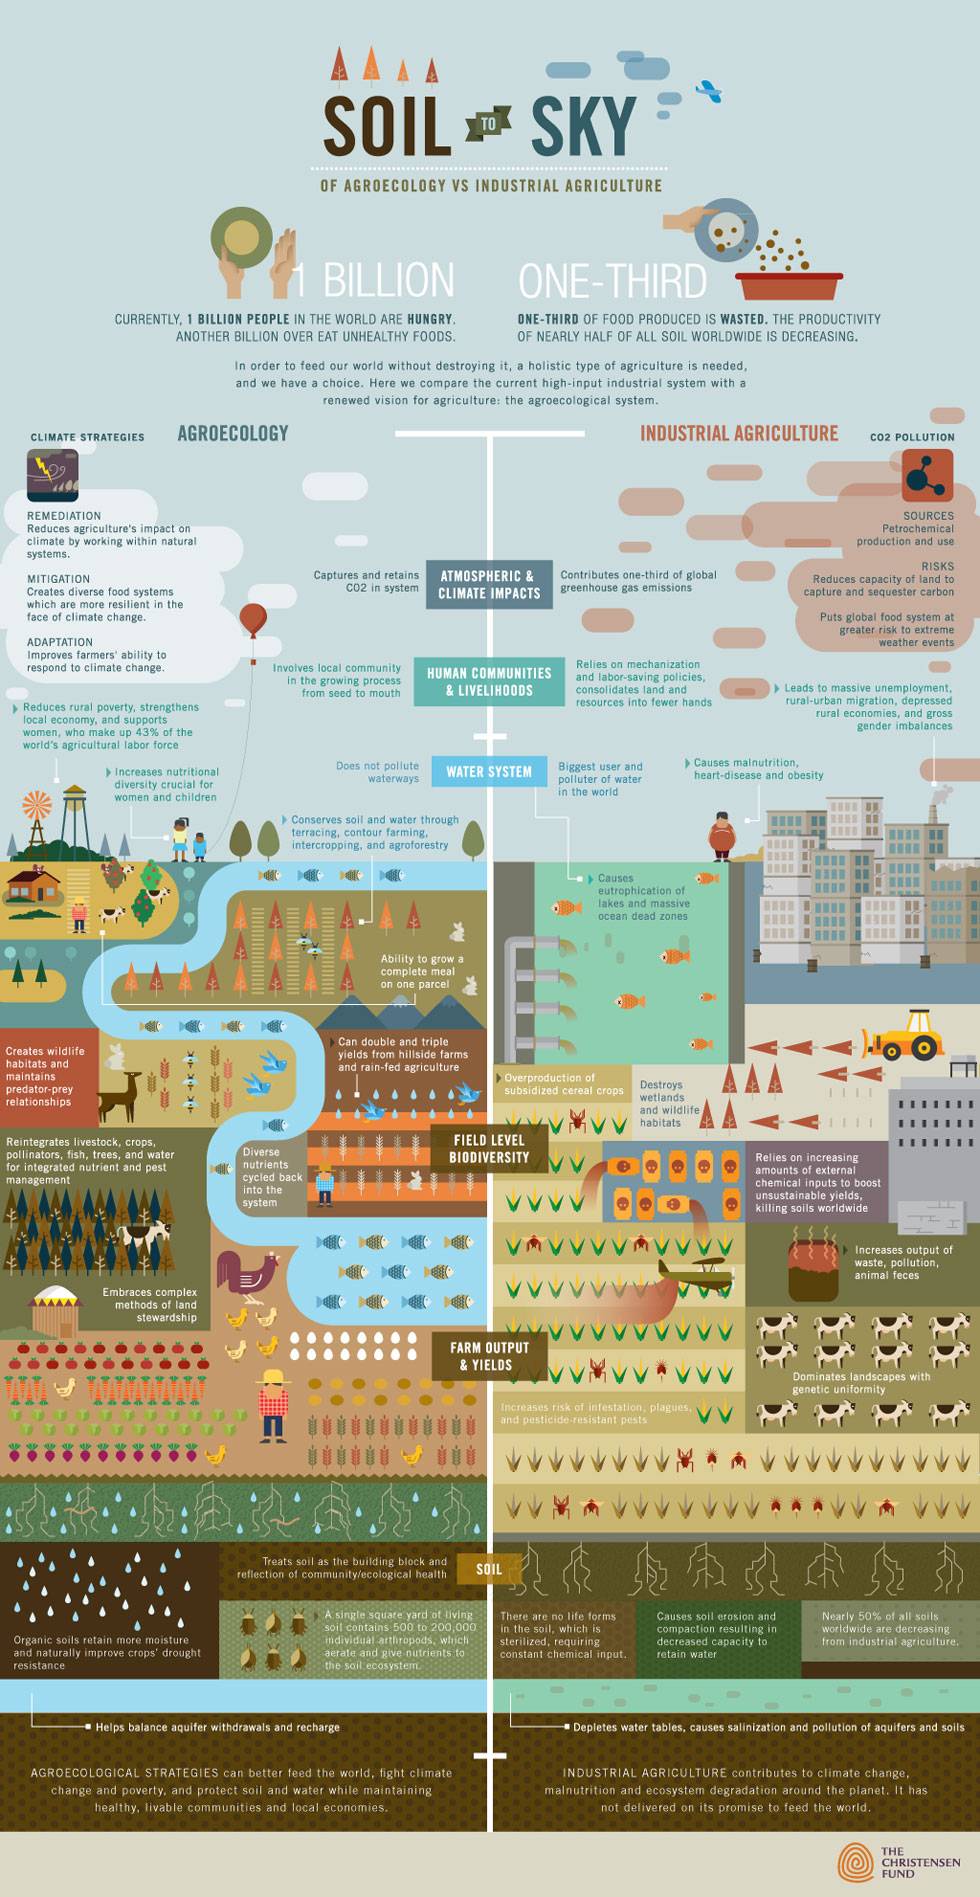 SOIL TO SKY
OF AGROECOLOGY VS INDUSTRIAL AGRICULTURE
1 BILLION
CURRENTLY, 1 BILLION PEOPLE IN THE WORLD ARE HUNGRY.
ANOTHER BILLION OVER EAT UNHEALTHY FOODS.
ONE-THIRD
ONE-THIRD OF FOOD PRODUCED IS WASTED. THE PRODUCTIVITY
OF NEARLY HALF OF ALL SOIL WORLDWIDE IS DECREASING.
In order to feed our world without destroying it, a holistic type of agriculture is needed,
and we have a choice. Here we compare the current high-input industrial system with a
renewed vision for agriculture: the agroecological system.
CLIMATE STRATEGIES
AGROECOLOGY
INDUSTRIAL AGRICULTURE
CO2 POLLUTION
REMEDIATION
Reduces agriculture's impact on
climate by working within natural
systems.
MITIGATION
Creates diverse food systems
which are more resilient in the
face of climate change.
ADAPTATION
Improves farmers' ability to
respond to climate change.
SOURCES
Petrochemical
production and use
RISKS
Reduces capacity of land to
capture and sequester carbon
Puts global food system at
greater risk to extreme
weather events
Captures and retains
CO2 in system
ATMOSPHERIC &
CLIMATE IMPACTS
Contributes one-third of global
greenhouse gas emissions
Involves local community
in the growing process
from seed to mouth
HUMAN COMMUNITIES
& LIVELIHOODS
Relies on mechanization
and labor-saving policies,
consolidates land and
resources into fewer hands
Leads to massive unemployment,
rural-urban migration, depressed
rural economies, and gross
gender imbalances
Reduces rural poverty, strengthens
local economy, and supports
women, who make up 43% of the
world's agricultural labor force
Increases nutritional
diversity crucial for
women and children
Does not pollute
waterways
WATER SYSTEM
Biggest user and
polluter of water
in the world
Causes malnutrition,
heart-disease and obesity
Conserves soil and water through
terracing, contour farming,
intercropping, and agroforestry
Causes
eutrophication of
lakes and massive
ocean dead zones
Ability to grow a
complete meal
on one parcel
Creates wildlife
habitats and
maintains
predator-prey
relationships
Can double and triple
yields from hillside farms
and rain-fed agriculture
Overproduction of
subsidized cereal crops
Destroys
wetlands
and wildlife
habitats
FIELD LEVEL
BIODIVERSITY
Reintegrates livestock, crops,
pollinators, fish, trees, and water
for integrated nutrient and pest
management
Diverse
nutrients
cycled back
into the
system
Relies on increasing
amounts of external
chemical inputs to boost
unsustainable yields,
killing soils worldwide
Increases output of
waste, pollution,
animal feces
Embraces complex
methods of land
stewardship
FARM OUTPUT
& YIELDS
Dominates landscapes with
genetic uniformity
Increases risk of infestation, plagues,
and pesticide-resistant pests
Treats soil as the building block and
reflection of community/ecological health
SOIL
Organic soils retain more moisture
and naturally improve crops' drought
resistance
A single square yard of living
soil contains 500 to 200,000
individual arthropods, which
aerate and give nutrients to
the soil ecosystem.
There are no life forms
in the soil, which is
sterilized, requiring
constant chemical input.
Causes soil erosion and
compaction resulting in
decreased capacity to
retain water
Nearly 50% of all soils
worldwide are decreasing
from industrial agriculture.
Helps balance aquifer withdrawals and recharge
Depletes water tables, causes salinization and pollution of aquifers and soils
AGROECOLOGICAL STRATEGIES can better feed the world, fight climate
change and poverty, and protect soil and water while maintaining
healthy, livable communities and local economies.
INDUSTRIAL AGRICULTURE contributes to climate change,
malnutrition and ecosystem degradation around the planet. It has
not delivered on its promise to feed the world.
THE
CHRISTENSEN
FUND